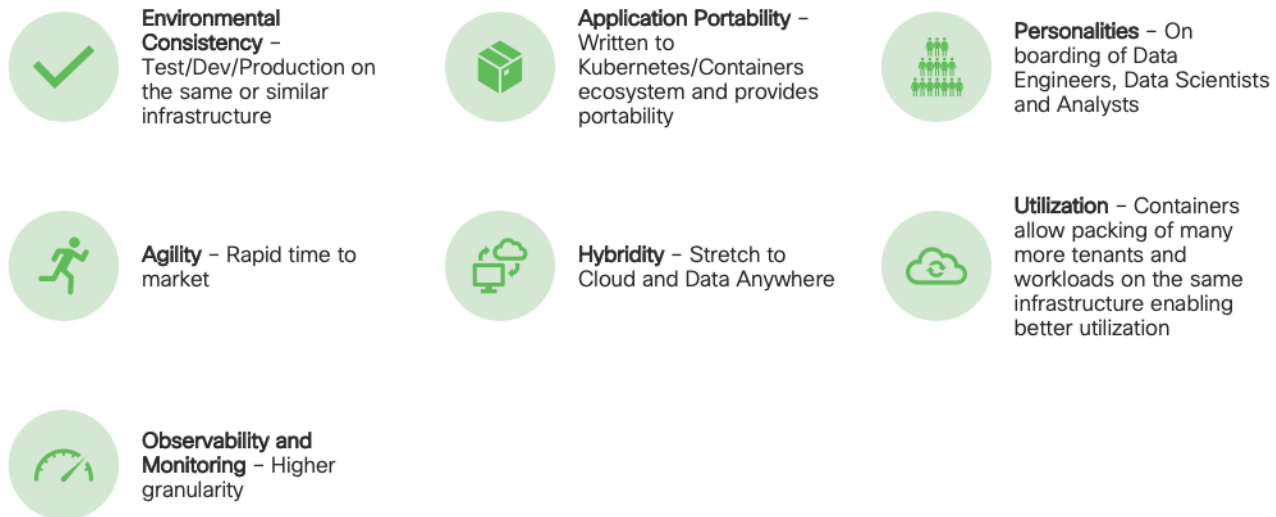 Environmental
Consistency –
Test/Dev/Production on
the same or similar
infrastructure
Application Portability –
Written to
Kubernetes/Containers
ecosystem and provides
portability
Personalities – On
boarding of Data
Engineers, Data Scientists
and Analysts
Agility – Rapid time to
market
Hybridity – Stretch to
Cloud and Data Anywhere
Utilization – Containers
allow packing of many
more tenants and
workloads on the same
infrastructure enabling
better utilization
Observability and
Monitoring – Higher
granularity